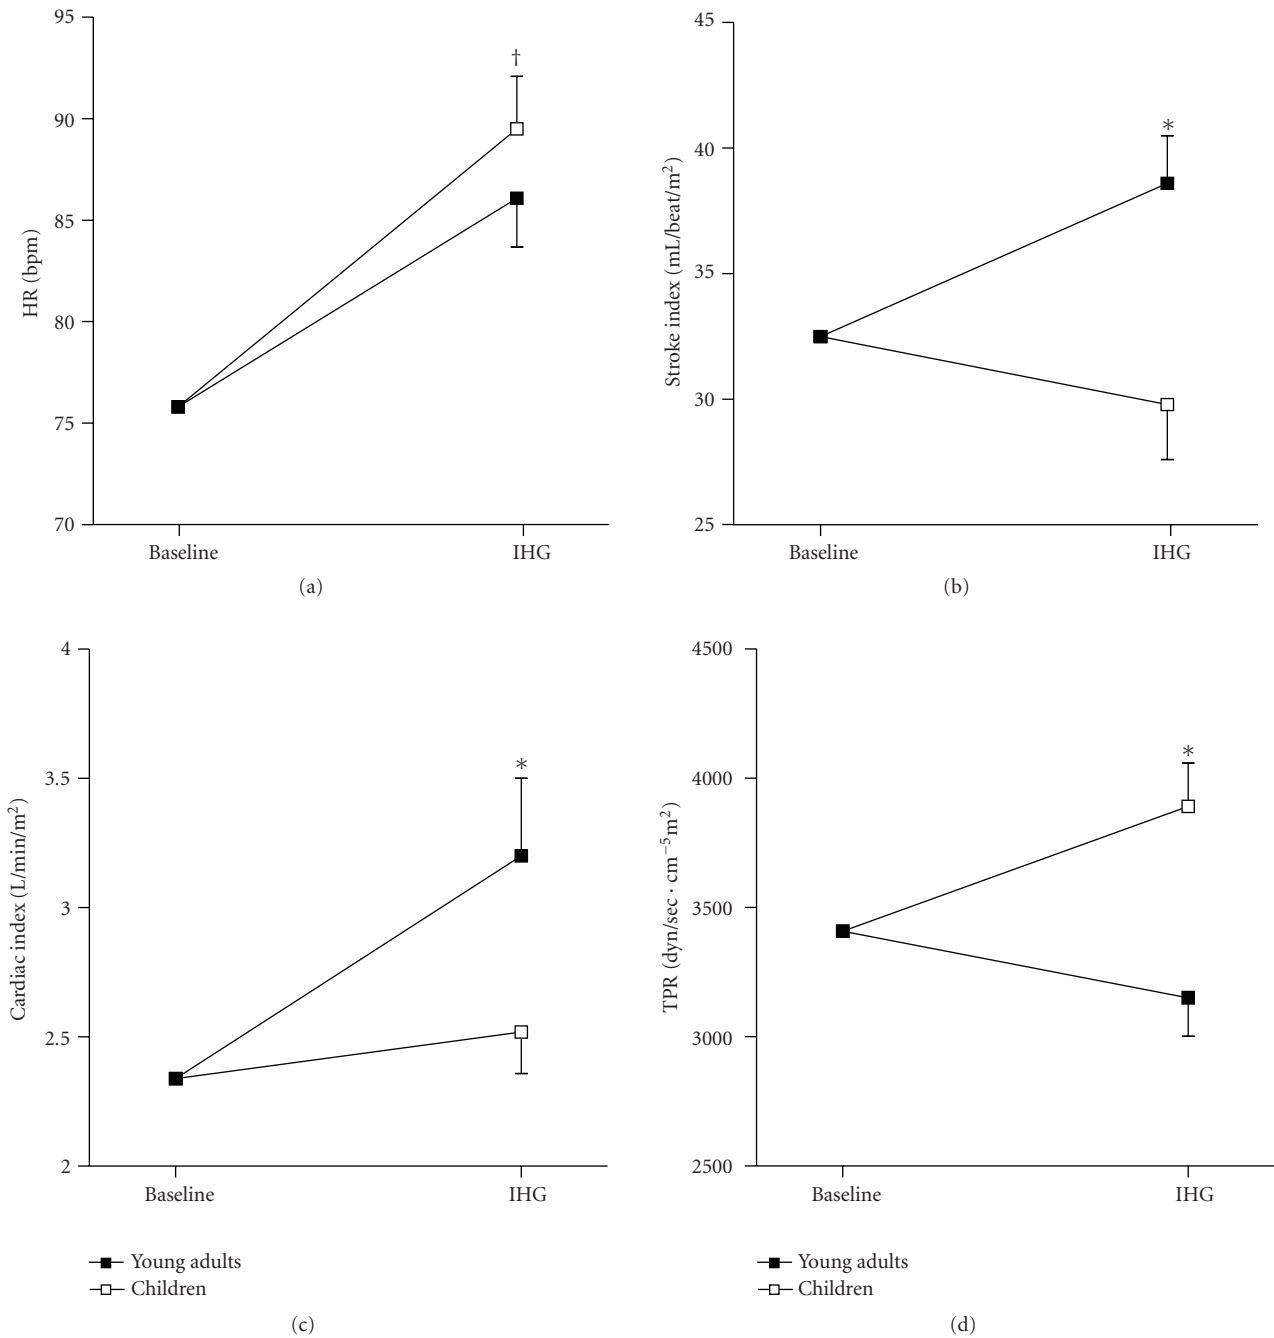 95
90
85
80
75
70
HR (bpm)
†
Baseline
IHG
(a)
45
40
35
30
25
Stroke index (mL/beat/m²)
*
Baseline
IHG
(b)
4
3.5
3
2.5
2
Cardiac index (L/min/m²)
*
Baseline
IHG
Young adults
Children
(c)
4500
4000
3500
3000
2500
TPR (dyn/sec · cm⁻⁵m²)
*
Baseline
IHG
Young adults
Children
(d)